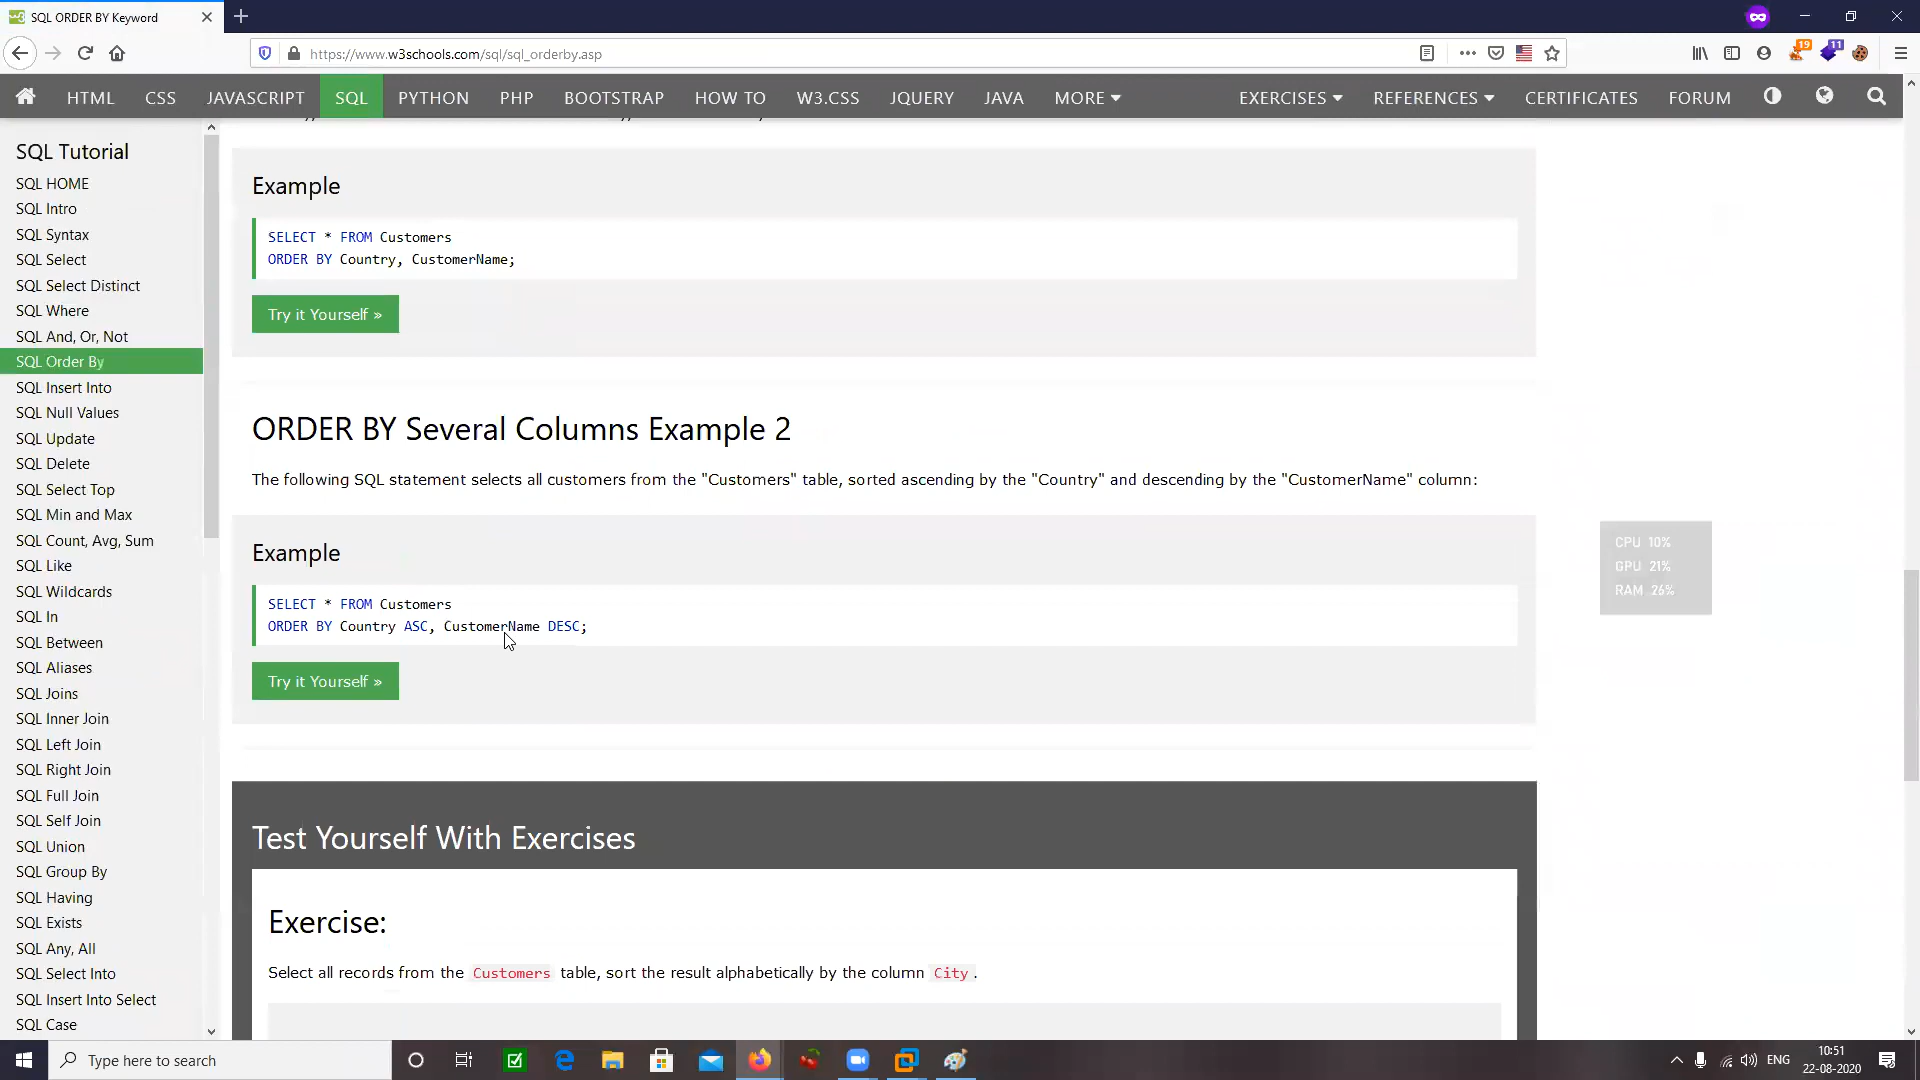 SQL ORDER BY Keyword
https://www.w3schools.com/sql/sql_orderby.asp
19
11
HTML CSS JAVASCRIPT SQL PYTHON PHP BOOTSTRAP HOW TO W3.CSS JQUERY JAVA MORE EXERCISES REFERENCES CERTIFICATES FORUM
SQL Tutorial
SQL HOME
SQL Intro
SQL Syntax
SQL Select
SQL Select Distinct
SQL Where
SQL And, Or, Not
SQL Order By
SQL Insert Into
SQL Null Values
SQL Update
SQL Delete
SQL Select Top
SQL Min and Max
SQL Count, Avg, Sum
SQL Like
SQL Wildcards
SQL In
SQL Between
SQL Aliases
SQL Joins
SQL Inner Join
SQL Left Join
SQL Right Join
SQL Full Join
SQL Self Join
SQL Union
SQL Group By
SQL Having
SQL Exists
SQL Any, All
SQL Select Into
SQL Insert Into Select
SQL Case
Example
SELECT * FROM Customers
ORDER BY Country, CustomerName;
Try it Yourself »
ORDER BY Several Columns Example 2
The following SQL statement selects all customers from the "Customers" table, sorted ascending by the "Country" and descending by the "CustomerName" column:
Example
SELECT * FROM Customers
ORDER BY Country ASC, CustomerName DESC;
Try it Yourself »
Test Yourself With Exercises
Exercise:
Select all records from the Customers table, sort the result alphabetically by the column City.
CPU 10%
GPU 21%
RAM 26%
Type here to search
ENG
10:51
22-08-2020